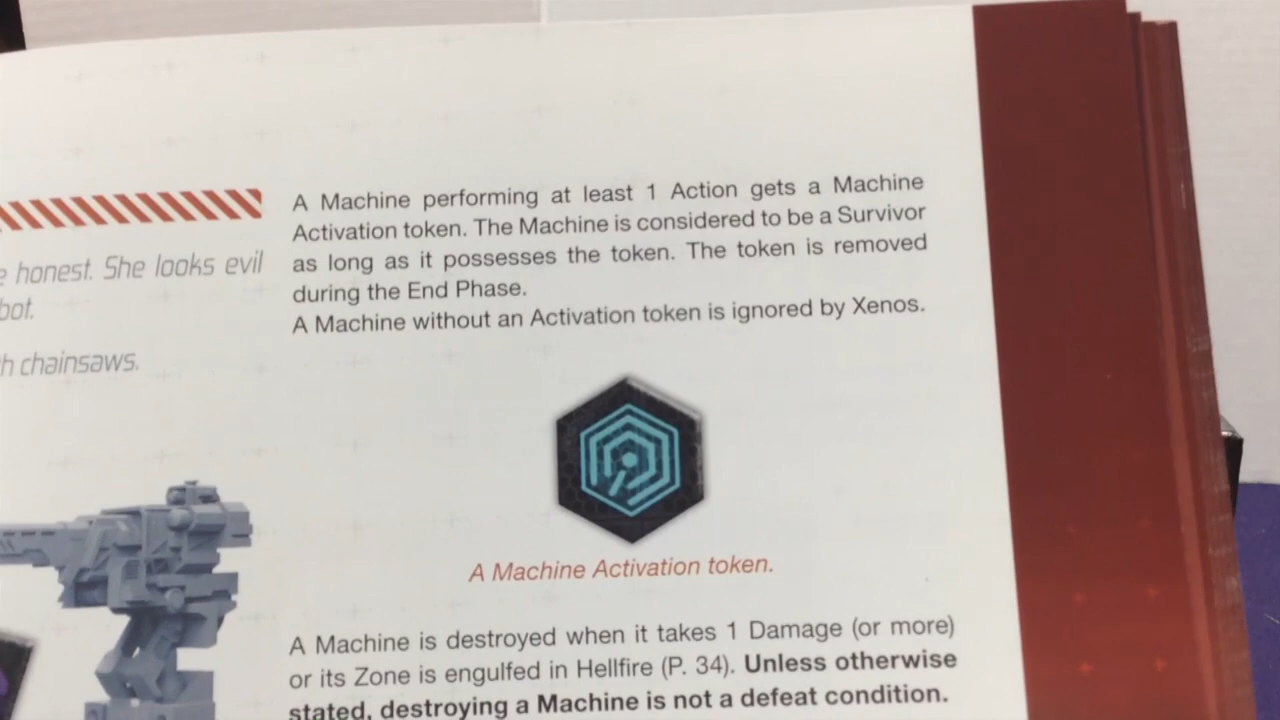 honest. She looks evil
bot.
chainsaws.
A Machine performing at least 1 Action gets a Machine
Activation token. The Machine is considered to be a Survivor
as long as it possesses the token. The token is removed
during the End Phase.
A Machine without an Activation token is ignored by Xenos.
A Machine Activation token.
A Machine is destroyed when it takes 1 Damage (or more)
or its Zone is engulfed in Hellfire (P. 34). Unless otherwise
stated, destroying a Machine is not a defeat condition.